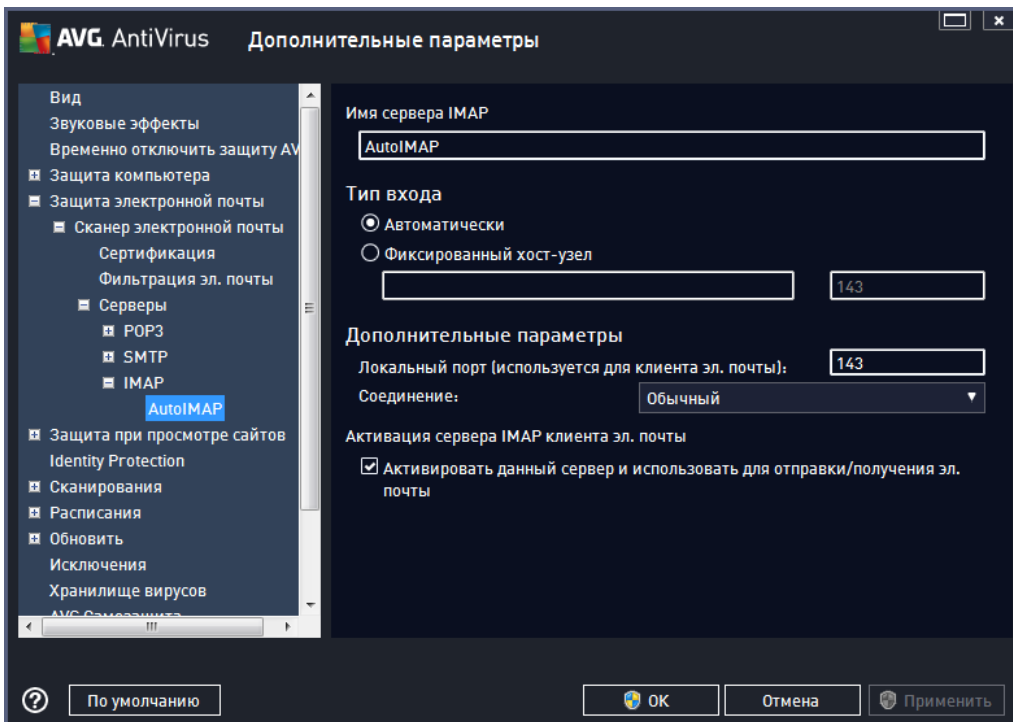 AVG AntiVirus
Дополнительные параметры
Вид
Звуковые эффекты
Временно отключить защиту AV
Защита компьютера
Защита электронной почты
Сканер электронной почты
Сертификация
Фильтрация эл. почты
Серверы
POP3
SMTP
IMAP
AutoIMAP
Защита при просмотре сайтов
Identity Protection
Сканирования
Расписания
Обновить
Исключения
Хранилище вирусов
AVG Самозащита
Имя сервера IMAP
AutoIMAP
Тип входа
Автоматически
Фиксированный хост-узел
143
Дополнительные параметры
Локальный порт (используется для клиента эл. почты):
143
Соединение:
Обычный
Активация сервера IMAP клиента эл. почты
Активировать данный сервер и использовать для отправки/получения эл.
почты
?
По умолчанию
OK
Отмена
Применить